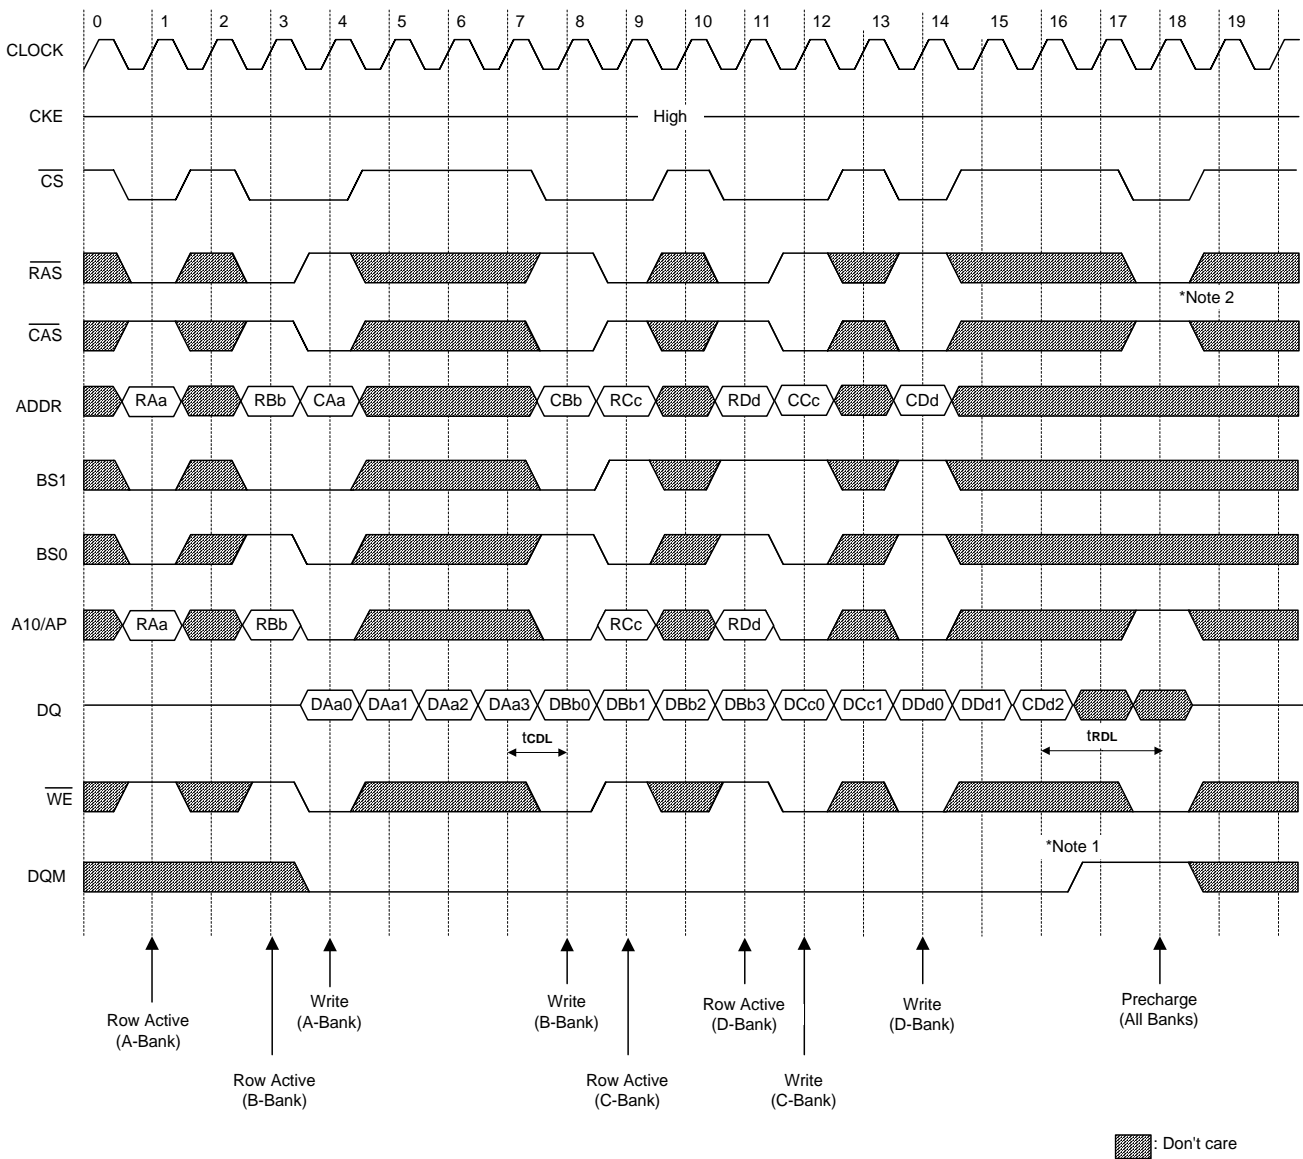 0 1 2 3 4 5 6 7 8 9 10 11 12 13 14 15 16 17 18 19
CLOCK
CKE
High
CS
RAS
*Note 2
CAS
ADDR
RAa RBb CAa CBb RCc RDd CCc CDd
BS1
BS0
A10/AP
RAa RBb RCc RDd
DQ
DAa0 DAa1 DAa2 DAa3 DBb0 DBb1 DBb2 DBb3 DCc0 DCc1 DDd0 DDd1 CDd2
tCDL
tRDL
WE
*Note 1
DQM
Row Active
(A-Bank)
Row Active
(B-Bank)
Write
(A-Bank)
Write
(B-Bank)
Row Active
(C-Bank)
Row Active
(D-Bank)
Write
(C-Bank)
Write
(D-Bank)
Precharge
(All Banks)
: Don't care